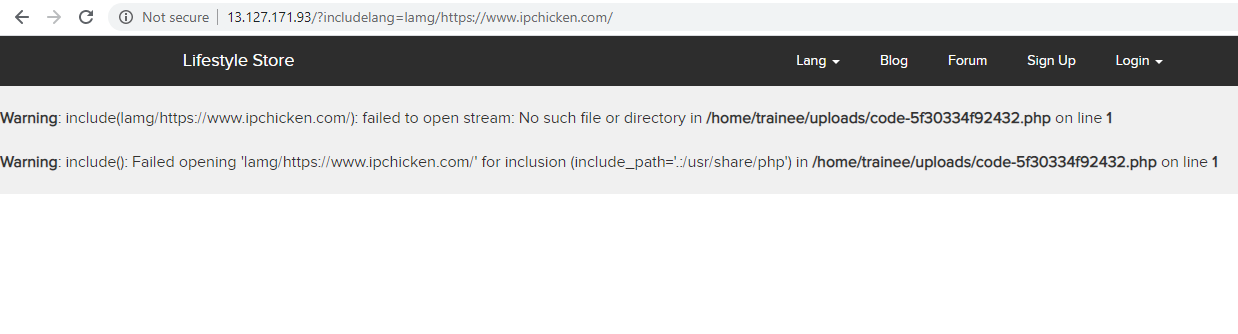 Not secure | 13.127.171.93/?includelang=lamg/https://www.ipchicken.com/
Lifestyle Store Lang Blog Forum Sign Up Login
Warning: include(lamg/https://www.ipchicken.com/): failed to open stream: No such file or directory in /home/trainee/uploads/code-5f30334f92432.php on line 1
Warning: include(): Failed opening 'lamg/https://www.ipchicken.com/' for inclusion (include_path='.:/usr/share/php') in /home/trainee/uploads/code-5f30334f92432.php on line 1